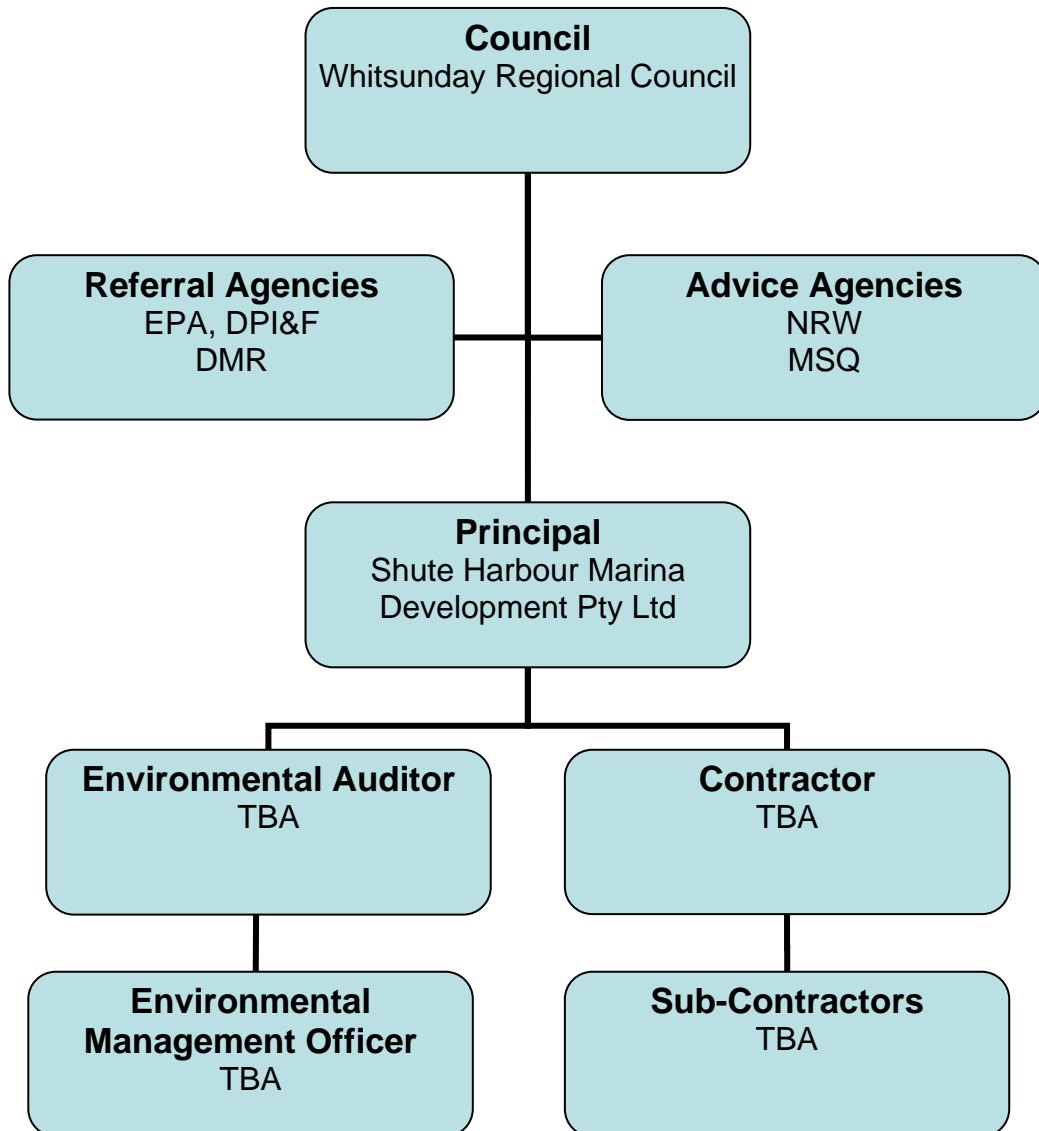 Council
Whitsunday Regional Council
Referral Agencies
EPA, DPI&F
DMR
Advice Agencies
NRW
MSQ
Principal
Shute Harbour Marina
Development Pty Ltd
Environmental Auditor
TBA
Contractor
TBA
Environmental
Management Officer
TBA
Sub-Contractors
TBA